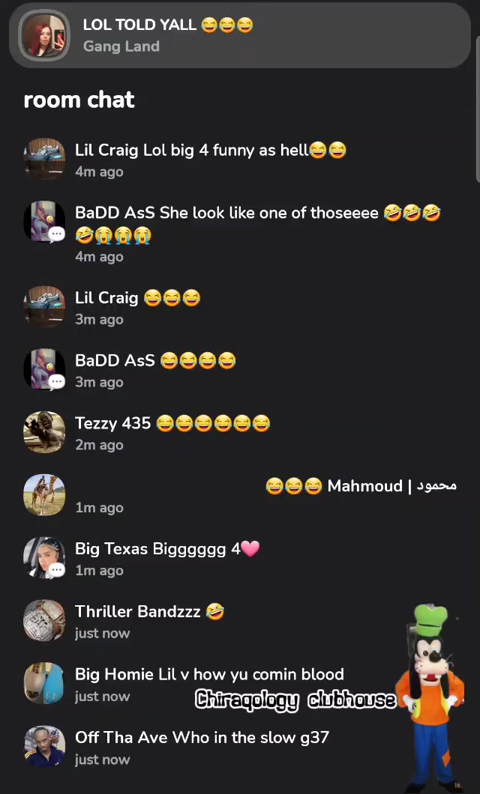 LOL TOLD YALL 😂😂😂
Gang Land
room chat
Lil Craig Lol big 4 funny as hell😂😂
4m ago
BaDD AsS She look like one of thoseeee 🤣🤣🤣
🤣😭😭😭
4m ago
Lil Craig 😂😂😂
3m ago
BaDD AsS 😂😂😂😂
3m ago
Tezzy 435 😂😂😂😂😂😂
2m ago
😂😂😂 Mahmoud | محمود
1m ago
Big Texas Bigggggg 4🩷
1m ago
Thriller Bandzzz 🤣
just now
Big Homie Lil v how yu comin blood
just now
Chiraqology clubhouse
Off Tha Ave Who in the slow g37
just now